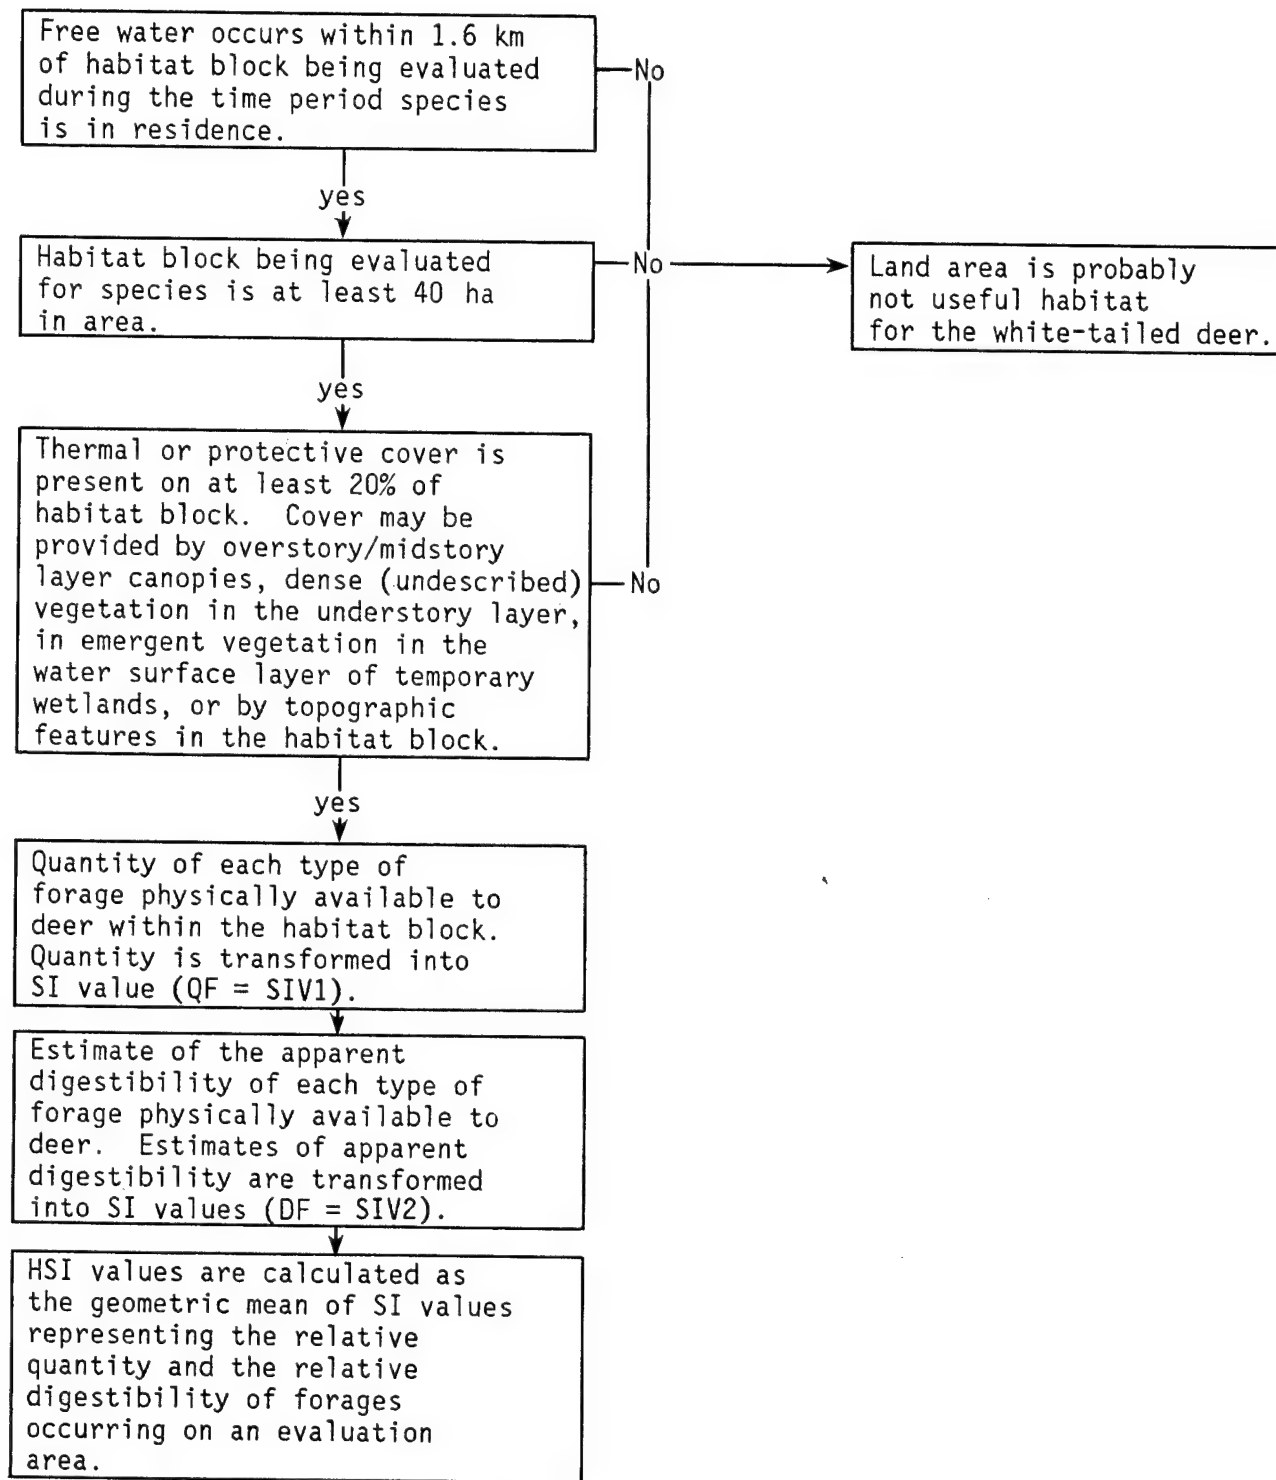 Free water occurs within 1.6 km
of habitat block being evaluated
during the time period species
is in residence.
No
yes
Habitat block being evaluated
for species is at least 40 ha
in area.
No
Land area is probably
not useful habitat
for the white-tailed deer.
yes
Thermal or protective cover is
present on at least 20% of
habitat block.  Cover may be
provided by overstory/midstory
layer canopies, dense (undescribed)
vegetation in the understory layer,
in emergent vegetation in the
water surface layer of temporary
wetlands, or by topographic
features in the habitat block.
No
yes
Quantity of each type of
forage physically available to
deer within the habitat block.
Quantity is transformed into
SI value (QF = SIV1).
Estimate of the apparent
digestibility of each type of
forage physically available to
deer.  Estimates of apparent
digestibility are transformed
into SI values (DF = SIV2).
HSI values are calculated as
the geometric mean of SI values
representing the relative
quantity and the relative
digestibility of forages
occurring on an evaluation
area.